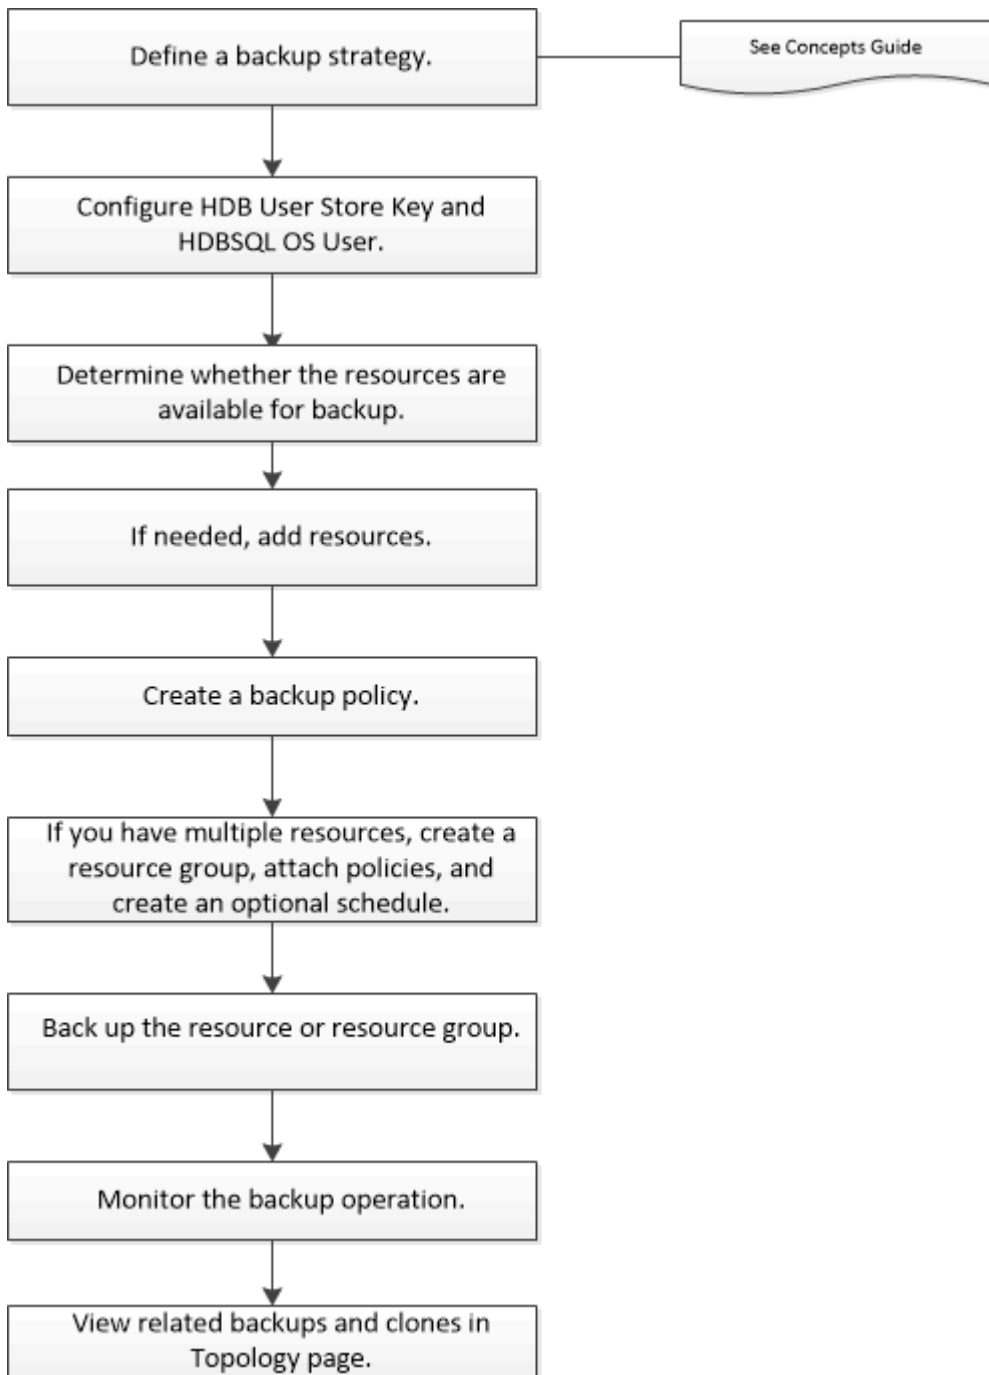 Define a backup strategy.
See Concepts Guide
Configure HDB User Store Key and
HDBSQL OS User.
Determine whether the resources are
available for backup.
If needed, add resources.
Create a backup policy.
If you have multiple resources, create a
resource group, attach policies, and
create an optional schedule.
Back up the resource or resource group.
Monitor the backup operation.
View related backups and clones in
Topology page.